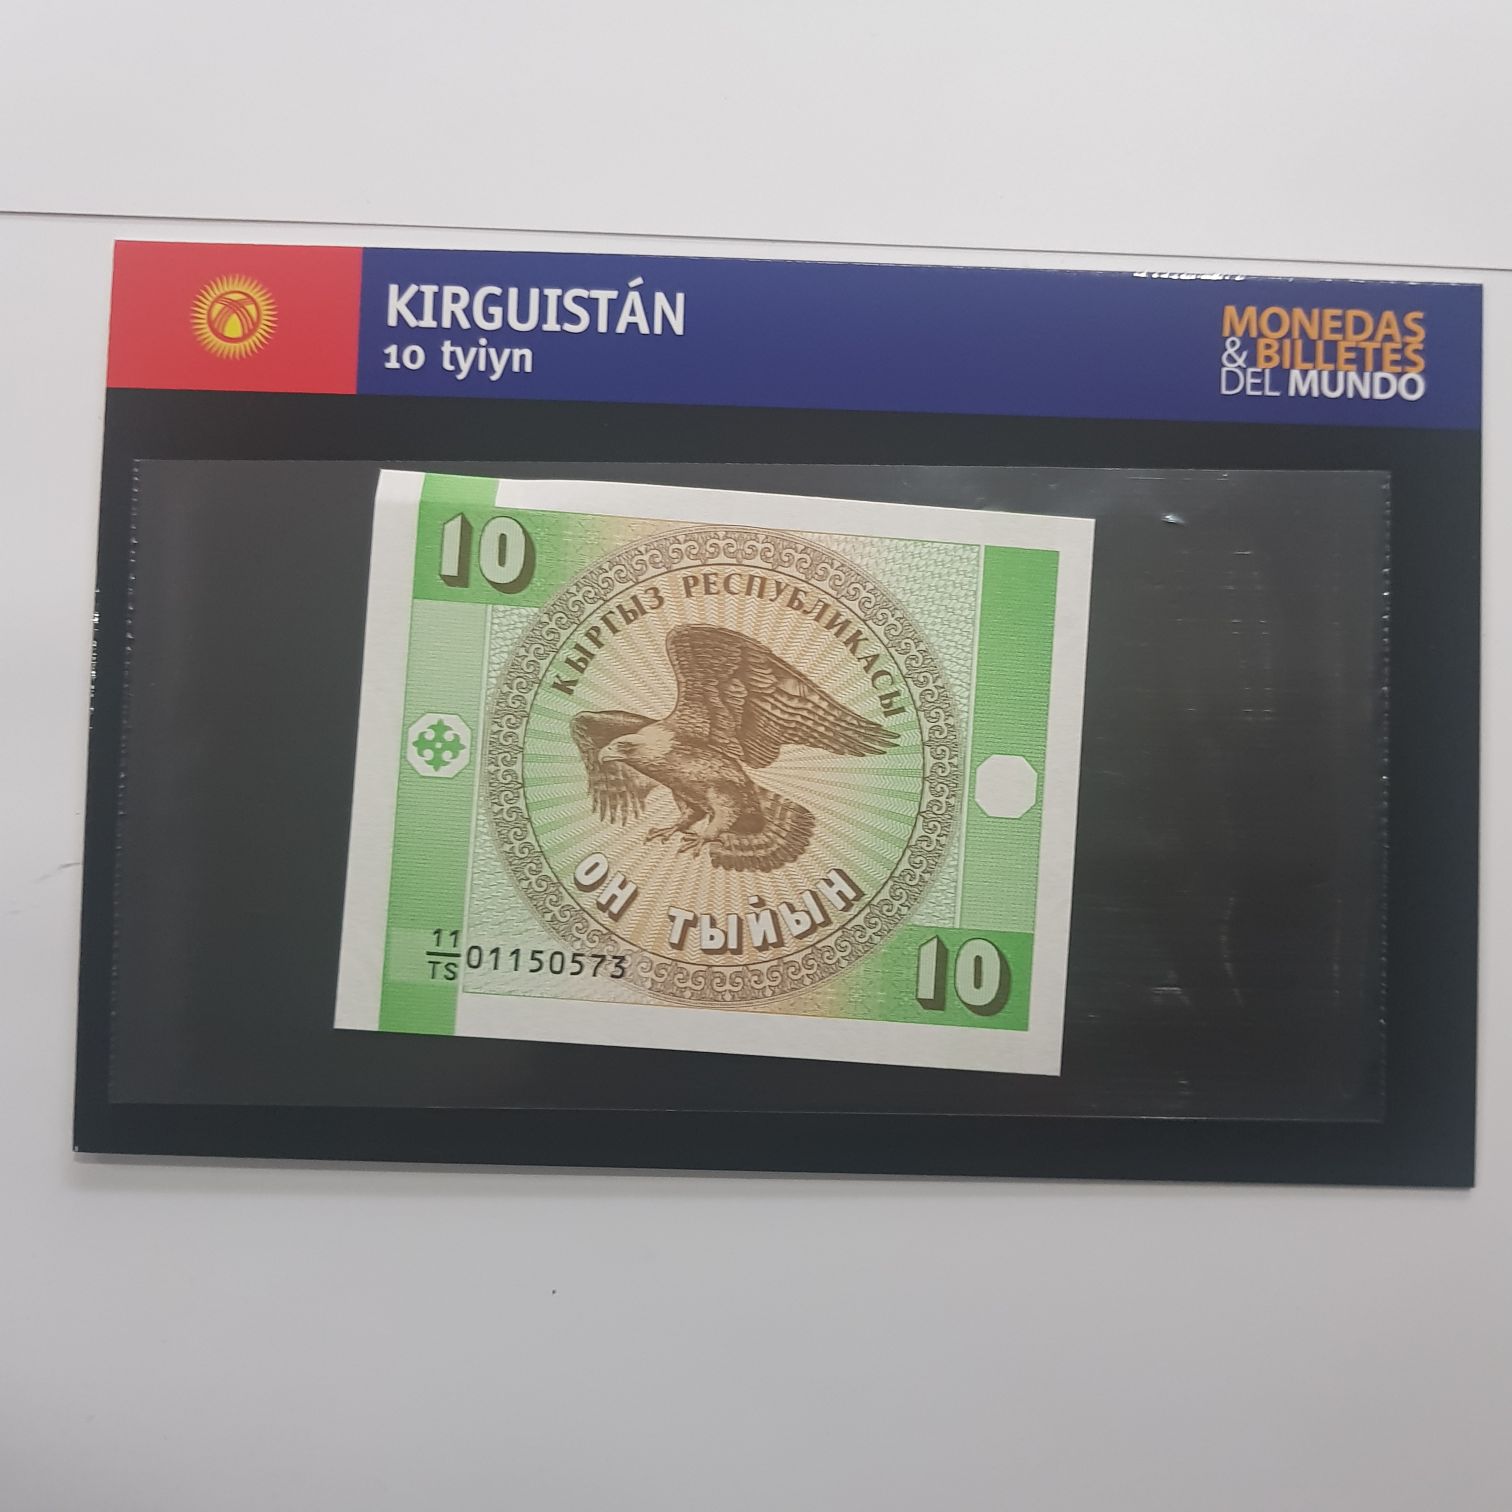 KIRGUISTÁN
10 tyiyn
MONEDAS
& BILLETES
DEL MUNDO
10
КЫРГЫЗ РЕСПУБЛИКАСЫ
ОН ТЫЙЫН
11
TS 01150573
10